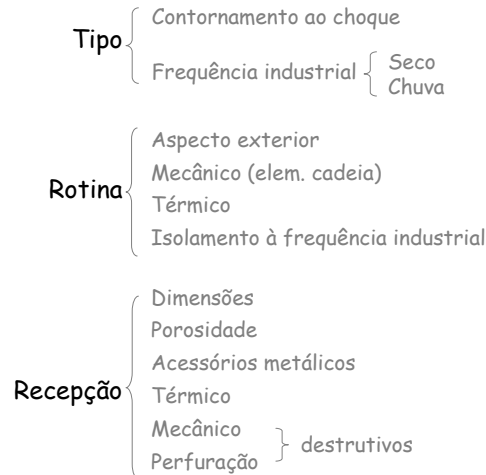 Tipo
Contornamento ao choque
Frequência industrial
Seco
Chuva
Rotina
Aspecto exterior
Mecânico (elem. cadeia)
Térmico
Isolamento à frequência industrial
Recepção
Dimensões
Porosidade
Acessórios metálicos
Térmico
Mecânico
Perfuração
destrutivos